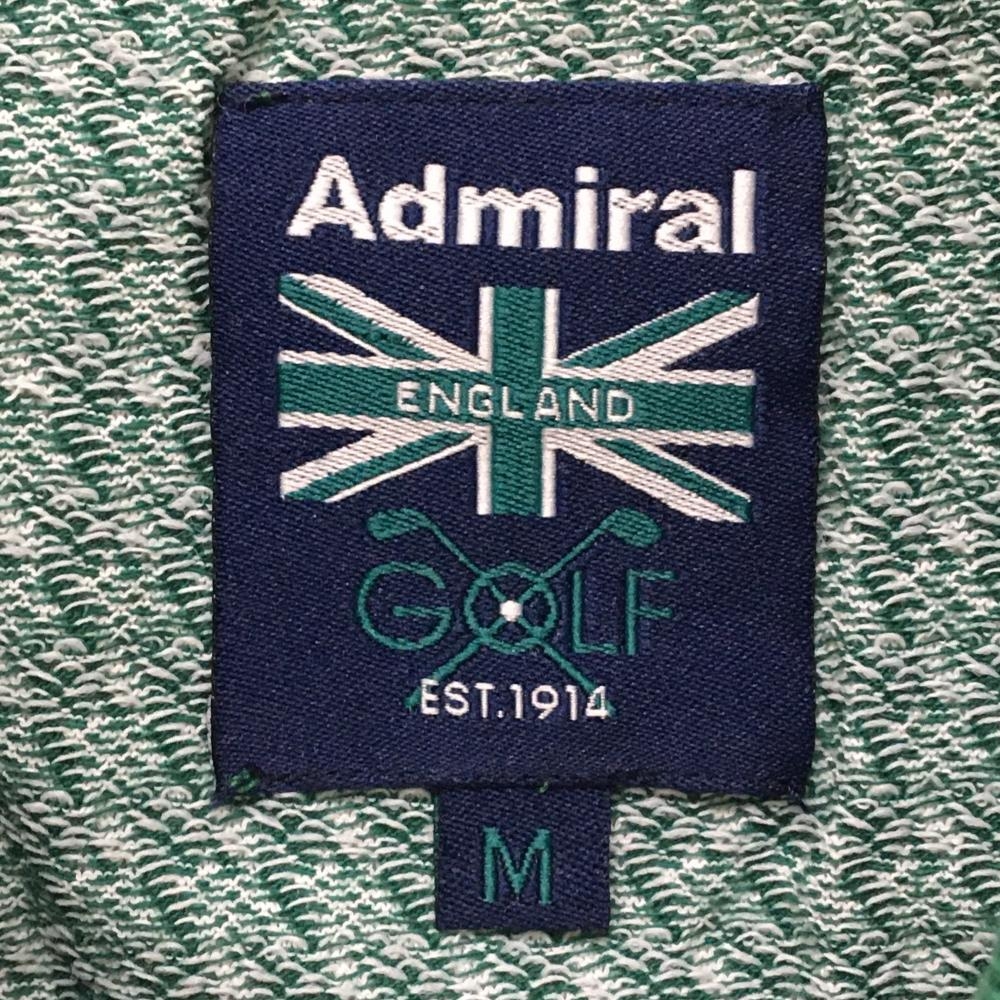 Admiral
ENGLAND
GOLF
EST.1914
M